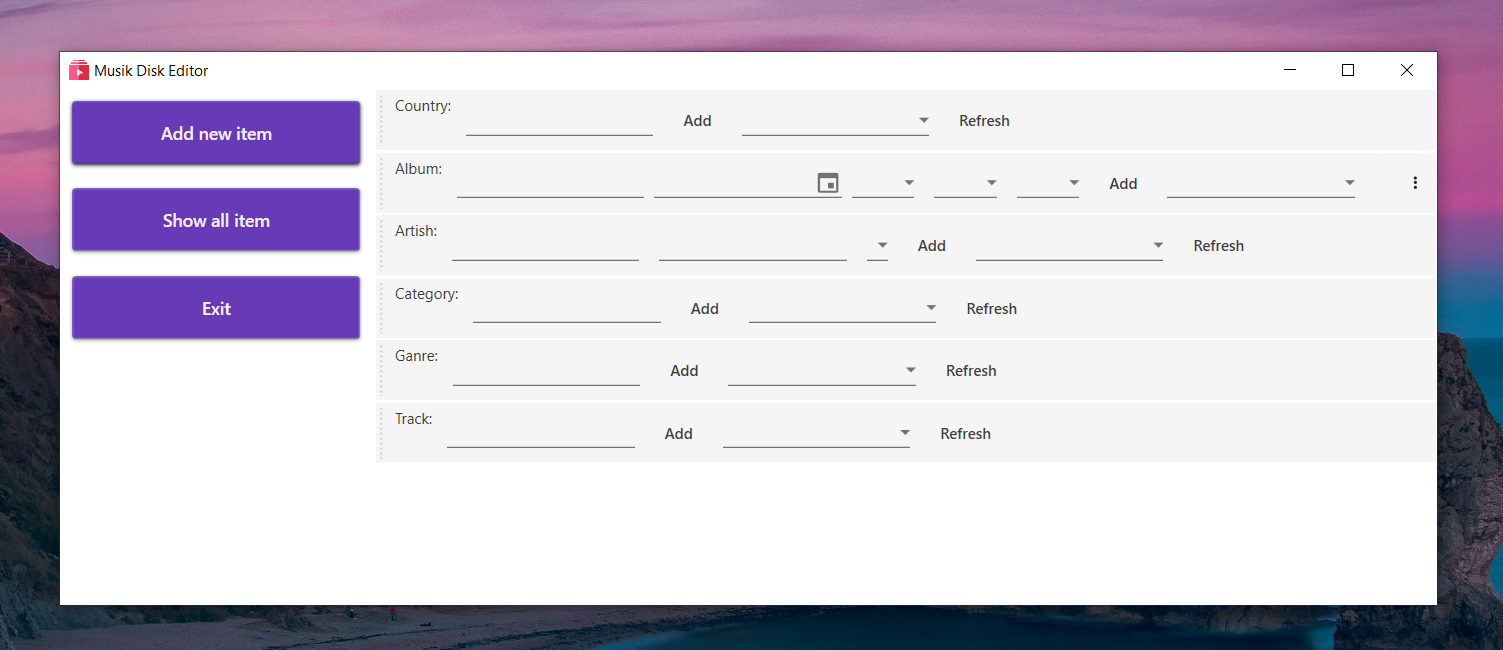 Musik Disk Editor
Add new item
Show all item
Exit
Country: Add Refresh
Album: Add
Artish: Add Refresh
Category: Add Refresh
Ganre: Add Refresh
Track: Add Refresh